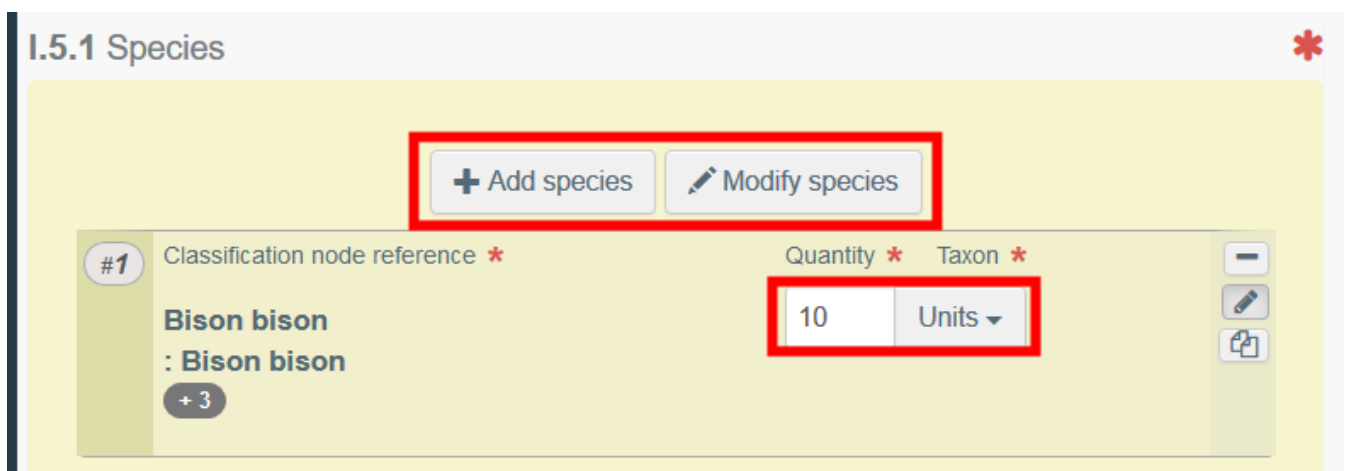 I.5.1 Species *
+ Add species Modify species
#1 Classification node reference * Quantity * Taxon *
10 Units
Bison bison
: Bison bison
+ 3